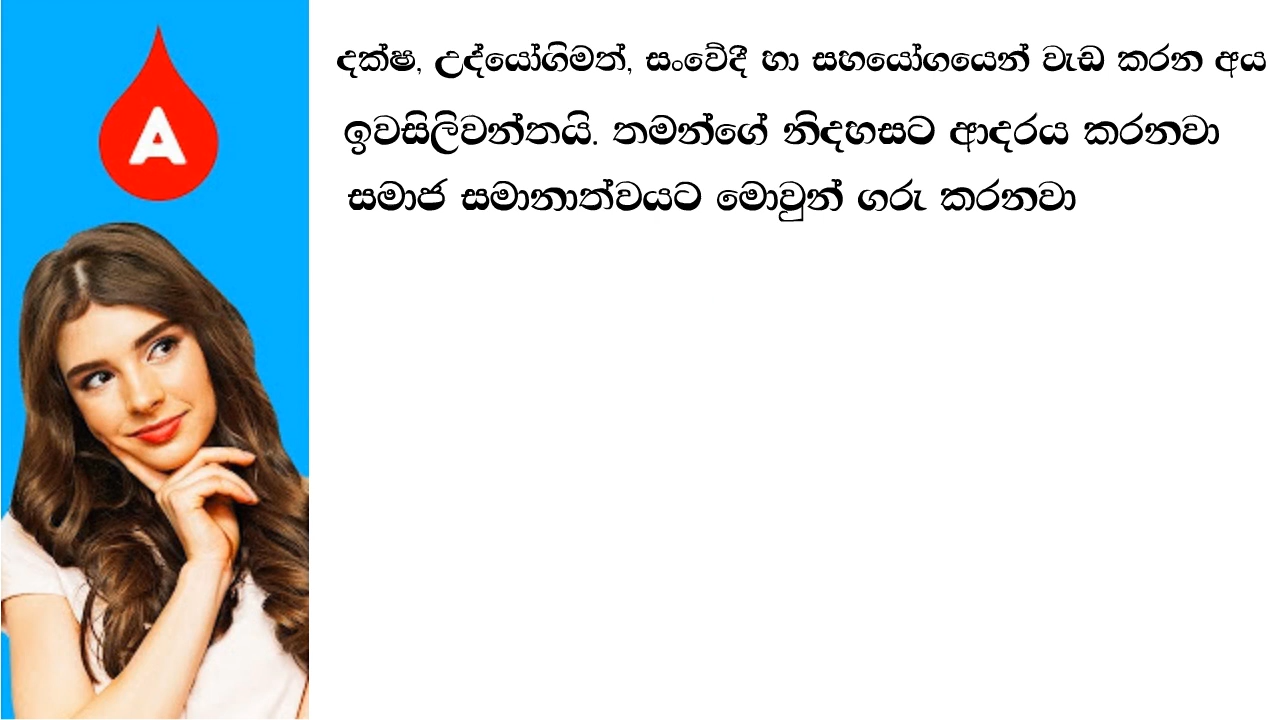 A
දක්ෂ, උද්යෝගිමත්, සංවේදී හා සහයෝගයෙන් වැඩ කරන අය
ඉවසිලිවන්තයි. තමන්ගේ නිදහසට ආදරය කරනවා
සමාජ සමානාත්වයට මොවුන් ගරු කරනවා